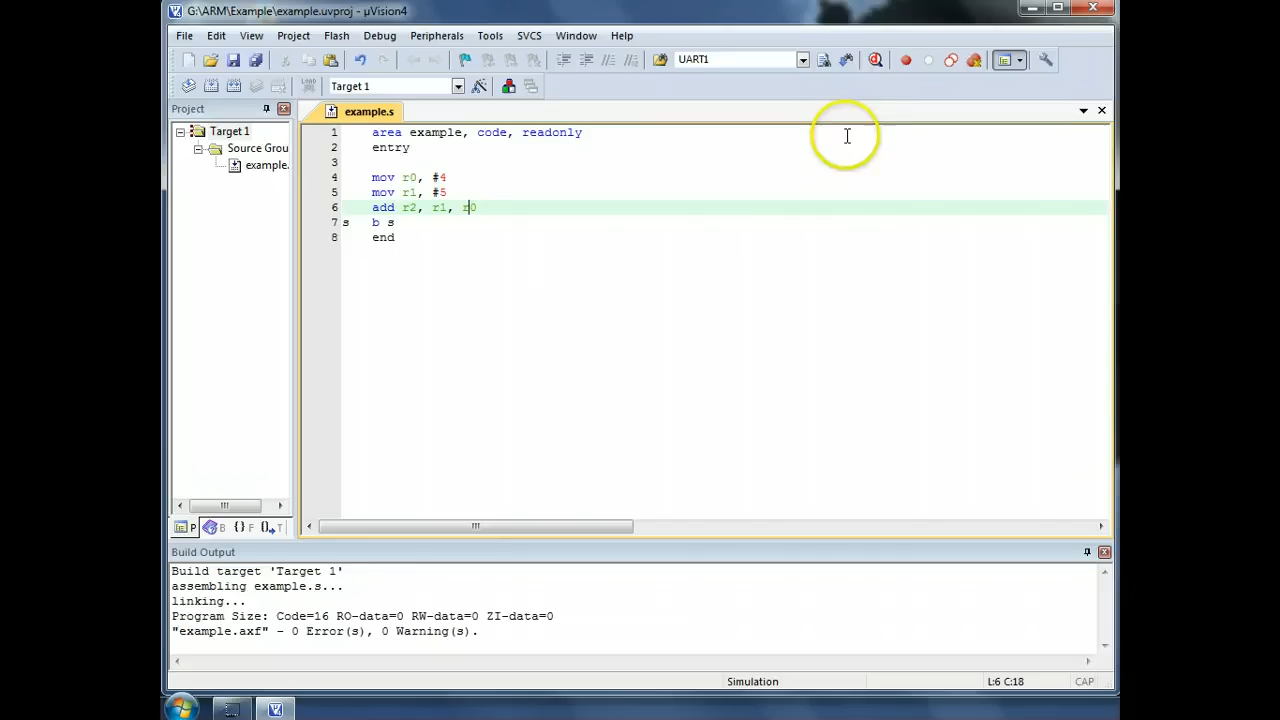 G:\ARM\Example\example.uvproj - µVision4
File Edit View Project Flash Debug Peripherals Tools SVCS Window Help
UART1
LOAD Target 1
Project
example.s
Target 1
Source Grou
example.
1 area example, code, readonly
2 entry
3
4 mov r0, #4
5 mov r1, #5
6 add r2, r1, r0
7 s b s
8 end
P B {} F T
Build Output
Build target 'Target 1'
assembling example.s...
linking...
Program Size: Code=16 RO-data=0 RW-data=0 ZI-data=0
"example.axf" - 0 Error(s), 0 Warning(s).
Simulation L:6 C:18 CAP